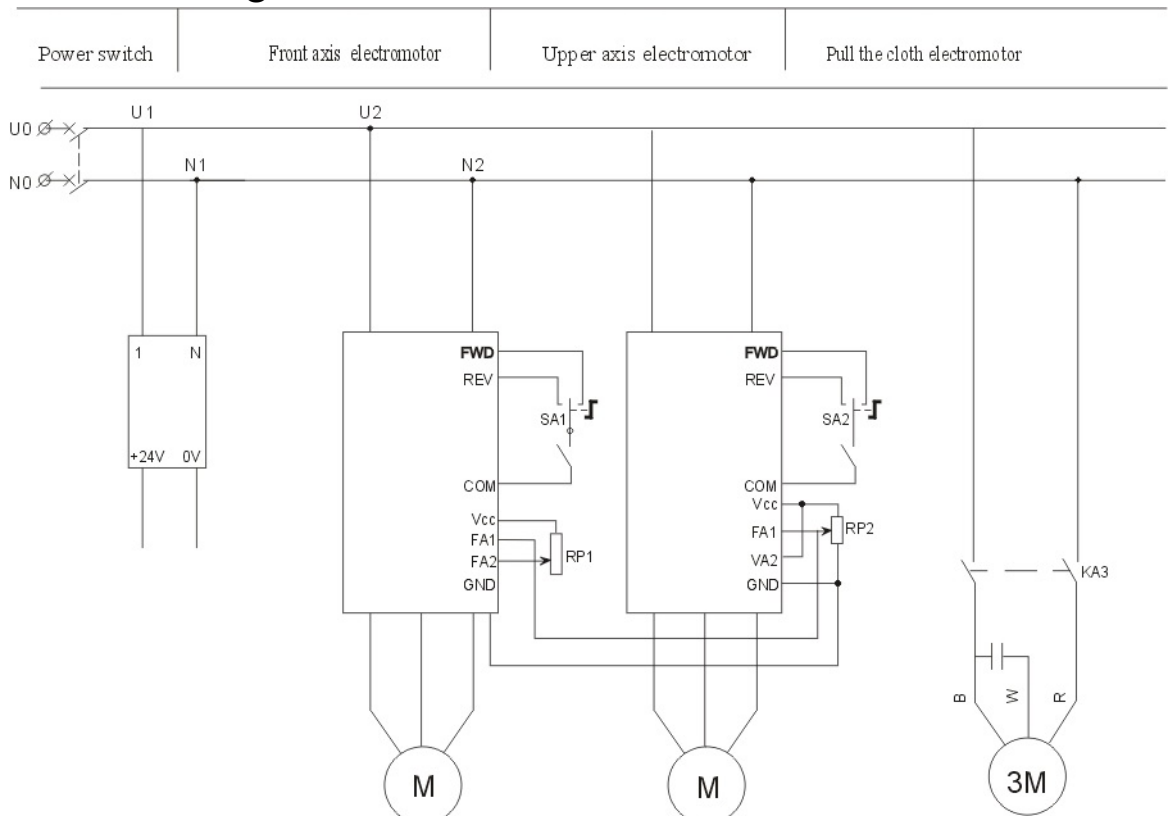 Power switch
Front axis electromotor
Upper axis electromotor
Pull the cloth electromotor
U1
U2
U0
N1
N2
N0
1
N
+24V
0V
FWD
REV
SA1
COM
Vcc
FA1
FA2
GND
RP1
FWD
REV
SA2
COM
Vcc
FA1
VA2
GND
RP2
KA3
B
W
R
M
M
3M